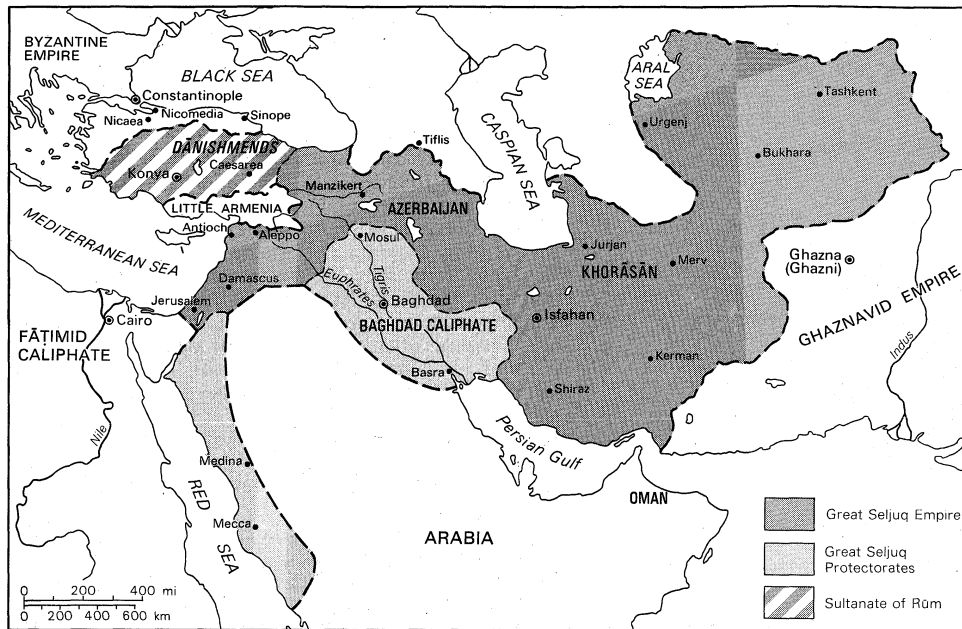 BYZANTINE
EMPIRE
BLACK SEA
Constantinople
Nicomedia
Nicaea
Sinope
DĀNISHMENDS
Konya
Caesarea
LITTLE ARMENIA
MEDITERRANEAN SEA
Antioch
Aleppo
Damascus
Jerusalem
Cairo
FĀṬIMID
CALIPHATE
Nile
RED
SEA
Medina
Mecca
Tiflis
Manzikert
AZERBAIJAN
Mosul
Euphrates
Tigris
Baghdad
BAGHDAD CALIPHATE
Basra
CASPIAN SEA
ARAL
SEA
Urgenj
Tashkent
Bukhara
Jurjan
KHORĀSĀN
Merv
Isfahan
Kerman
Shiraz
Persian Gulf
Ghazna
(Ghazni)
GHAZNAVID EMPIRE
Indus
OMAN
ARABIA
Great Seljuq Empire
Great Seljuq
Protectorates
Sultanate of Rūm
0 200 400 mi
0 200 400 600 km